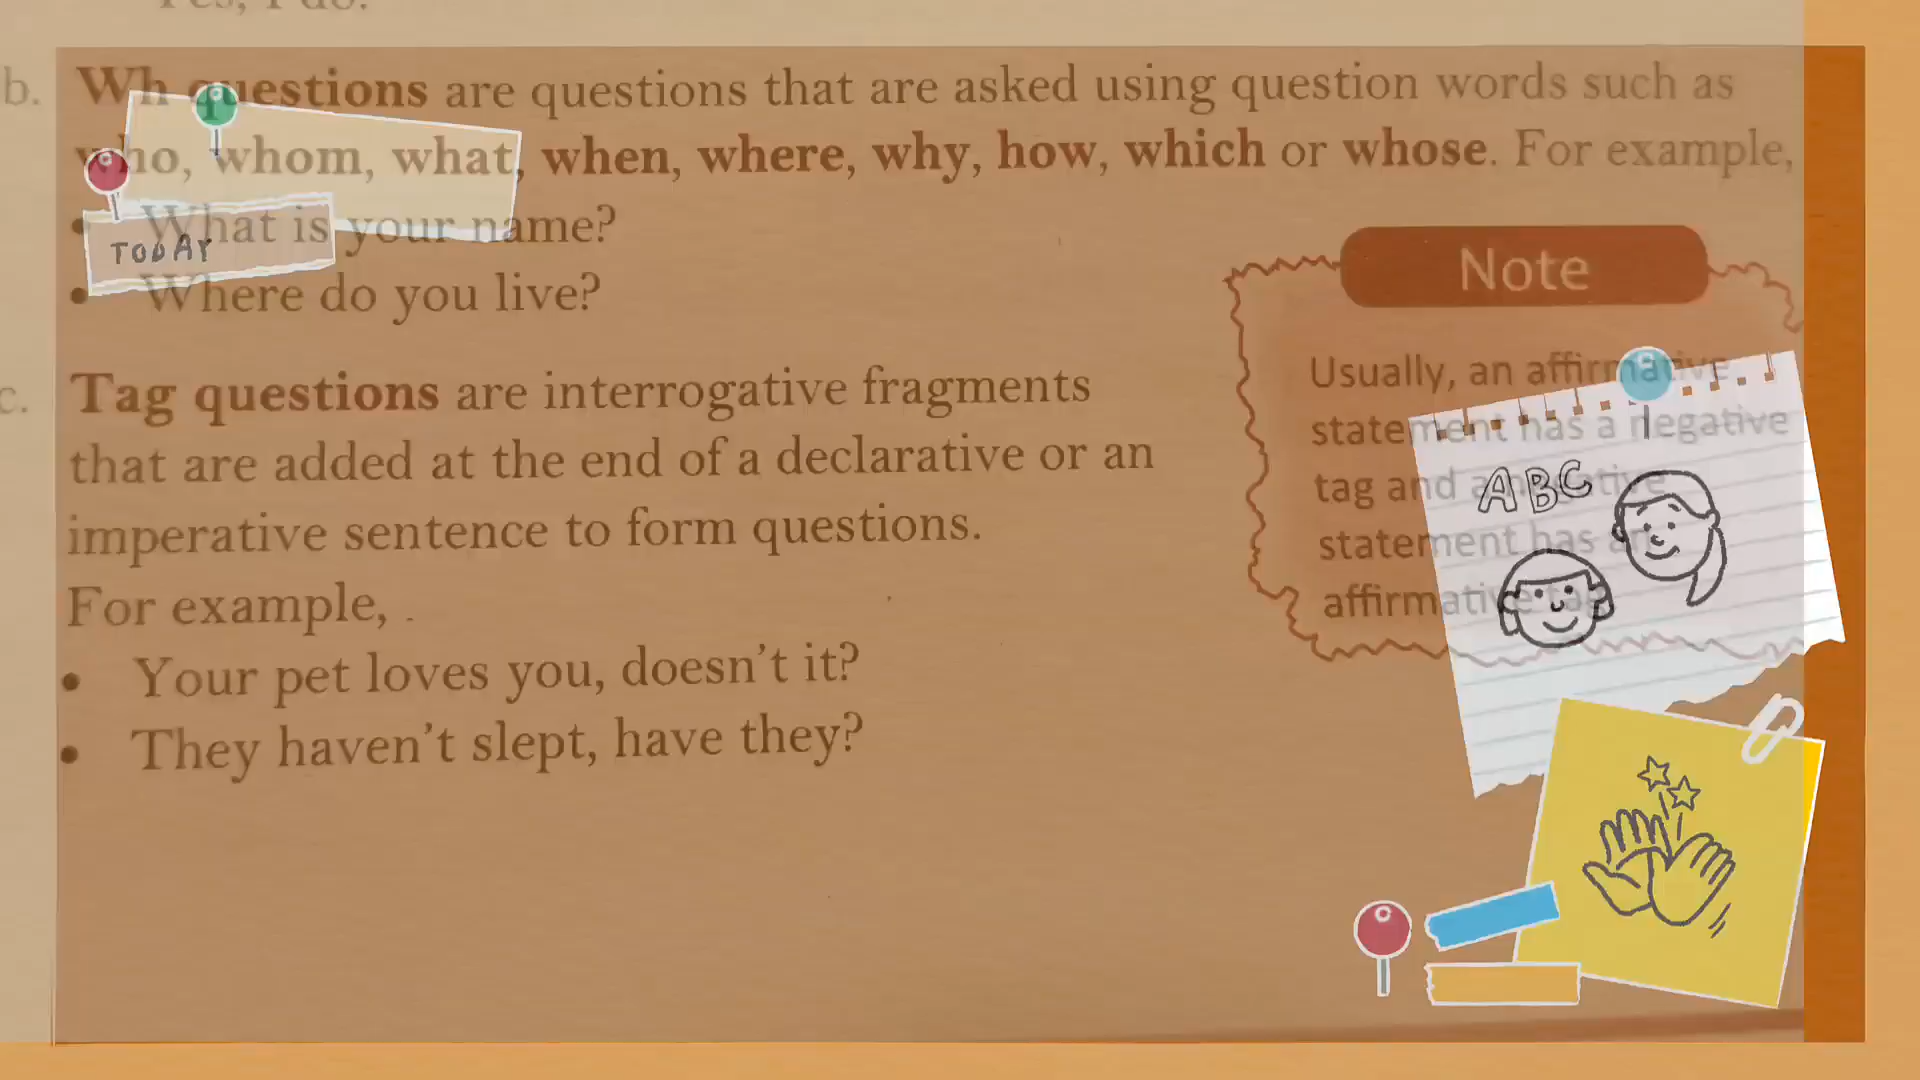 Yes, I do.
b. Wh questions are questions that are asked using question words such as
who, whom, what, when, where, why, how, which or whose. For example,
• What is your name?
TODAY
• Where do you live?
c. Tag questions are interrogative fragments
that are added at the end of a declarative or an
imperative sentence to form questions.
For example,
• Your pet loves you, doesn't it?
• They haven't slept, have they?
Note
Usually, an affirmative
statement has a negative
tag and a negative
statement has an
affirmative tag
ABC